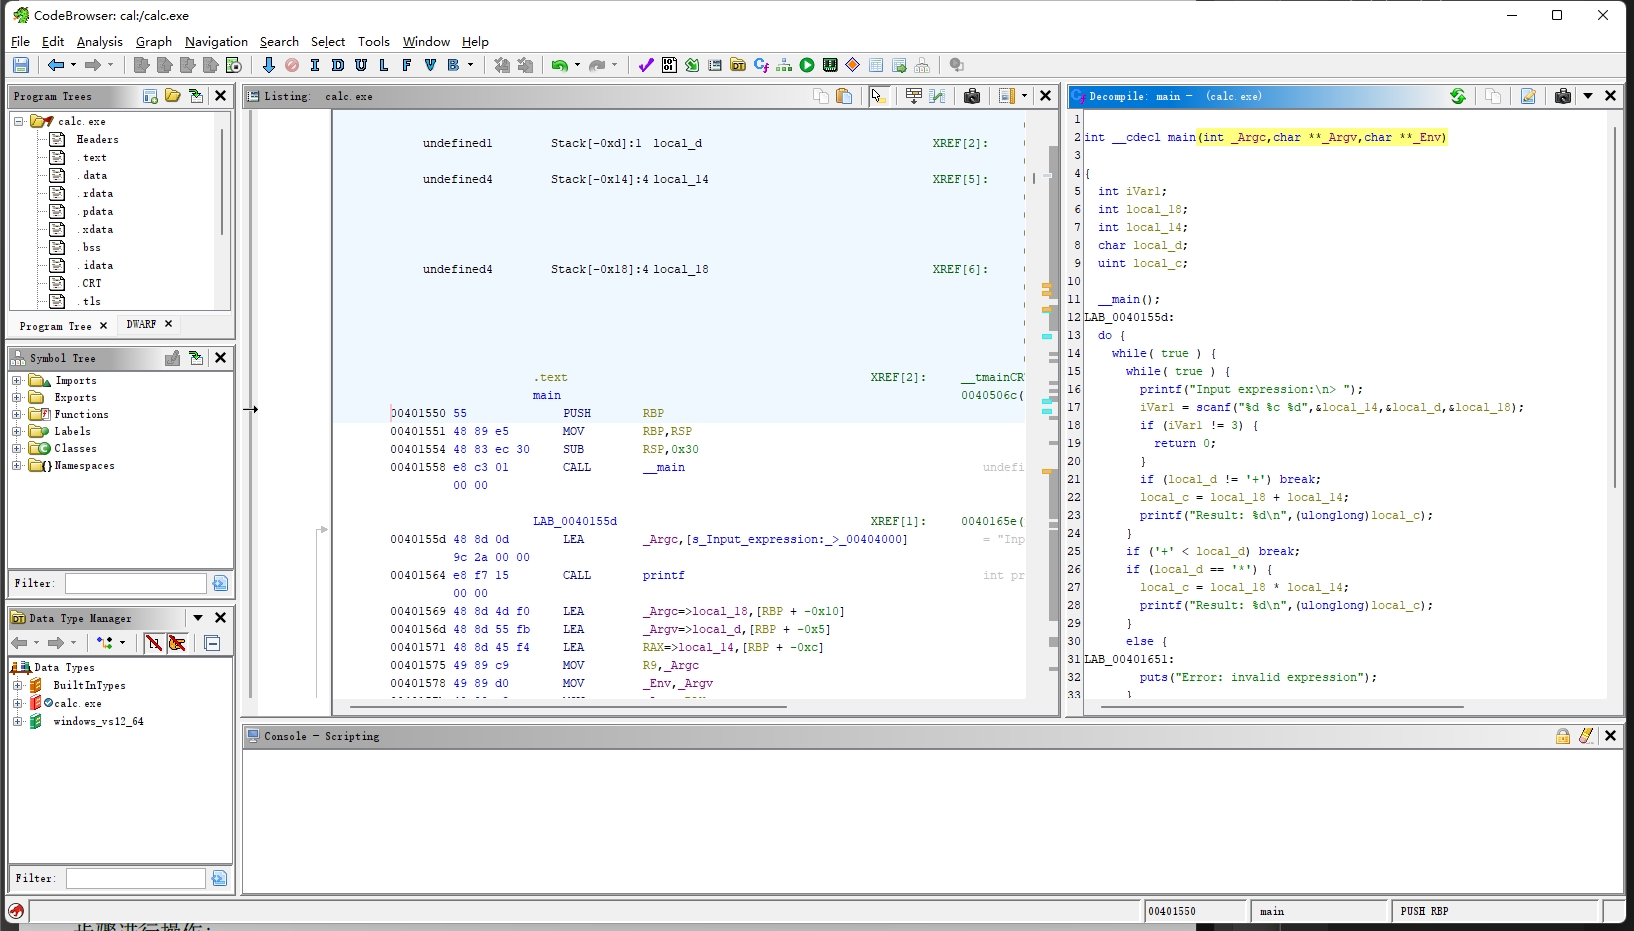 CodeBrowser: cal:/calc.exe
File Edit Analysis Graph Navigation Search Select Tools Window Help
I D U L F V B
Program Trees
calc.exe
Headers
.text
.data
.rdata
.pdata
.xdata
.bss
.idata
.CRT
.tls
Program Tree DWARF
Symbol Tree
Imports
Exports
Functions
Labels
Classes
Namespaces
Filter:
Data Type Manager
Data Types
BuiltInTypes
calc.exe
windows_vs12_64
Filter:
Listing: calc.exe
undefined1 Stack[-0xd]:1 local_d XREF[2]:
undefined4 Stack[-0x14]:4 local_14 XREF[5]:
undefined4 Stack[-0x18]:4 local_18 XREF[6]:
.text XREF[2]: __tmainCR
main 0040506c(
00401550 55 PUSH RBP
00401551 48 89 e5 MOV RBP,RSP
00401554 48 83 ec 30 SUB RSP,0x30
00401558 e8 c3 01 CALL __main undefi
00 00
LAB_0040155d XREF[1]: 0040165e(
0040155d 48 8d 0d LEA _Argc,[s_Input_expression:_>_00404000] = "Inp
9c 2a 00 00
00401564 e8 f7 15 CALL printf int pr
00 00
00401569 48 8d 4d f0 LEA _Argc=>local_18,[RBP + -0x10]
0040156d 48 8d 55 fb LEA _Argv=>local_d,[RBP + -0x5]
00401571 48 8d 45 f4 LEA RAX=>local_14,[RBP + -0xc]
00401575 49 89 c9 MOV R9,_Argc
00401578 49 89 d0 MOV _Env,_Argv
Decompile: main - (calc.exe)
1
2 int __cdecl main(int _Argc,char **_Argv,char **_Env)
3
4 {
5 int iVar1;
6 int local_18;
7 int local_14;
8 char local_d;
9 uint local_c;
10
11 __main();
12 LAB_0040155d:
13 do {
14 while( true ) {
15 while( true ) {
16 printf("Input expression:\n> ");
17 iVar1 = scanf("%d %c %d",&local_14,&local_d,&local_18);
18 if (iVar1 != 3) {
19 return 0;
20 }
21 if (local_d != '+') break;
22 local_c = local_18 + local_14;
23 printf("Result: %d\n",(ulonglong)local_c);
24 }
25 if ('+' < local_d) break;
26 if (local_d == '*') {
27 local_c = local_18 * local_14;
28 printf("Result: %d\n",(ulonglong)local_c);
29 }
30 else {
31 LAB_00401651:
32 puts("Error: invalid expression");
33 }
Console - Scripting
00401550 main PUSH RBP